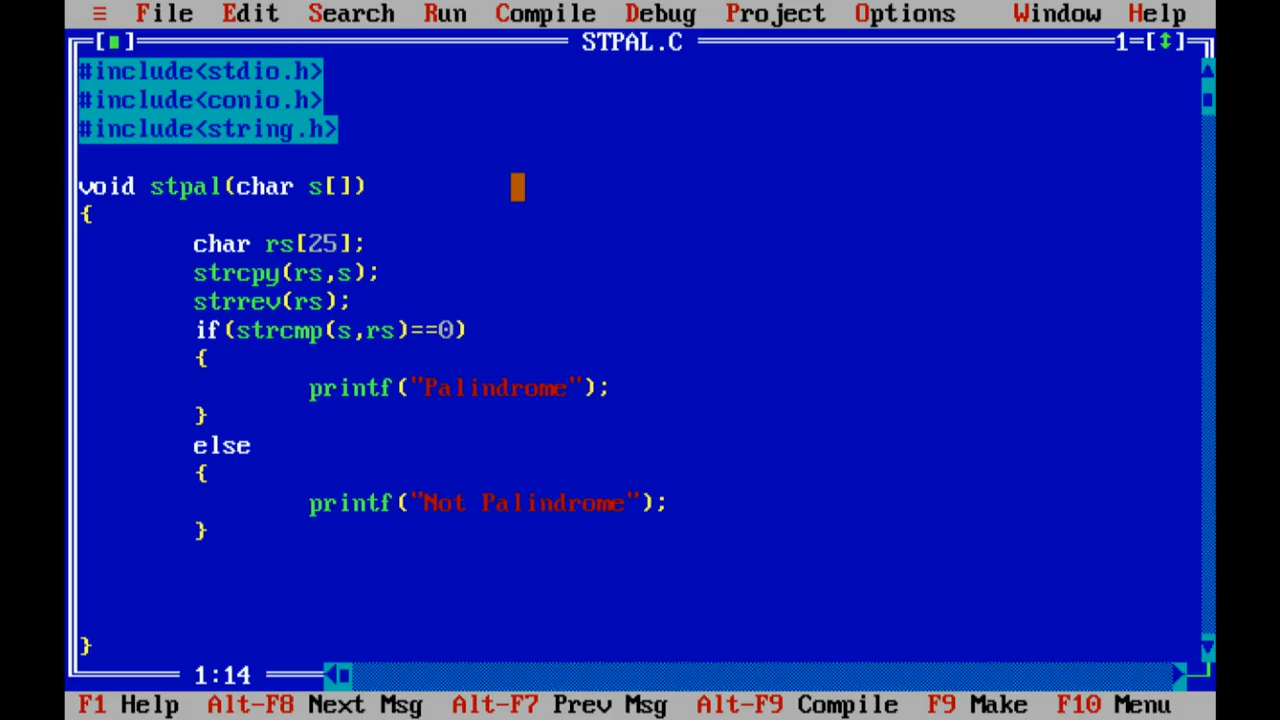 ≡ File Edit Search Run Compile Debug Project Options Window Help
[■] STPAL.C 1=[↕]
#include<stdio.h>
#include<conio.h>
#include<string.h>
void stpal(char s[])
{
char rs[25];
strcpy(rs,s);
strrev(rs);
if(strcmp(s,rs)==0)
{
printf("Palindrome");
}
else
{
printf("Not Palindrome");
}
}
1:14
F1 Help Alt-F8 Next Msg Alt-F7 Prev Msg Alt-F9 Compile F9 Make F10 Menu